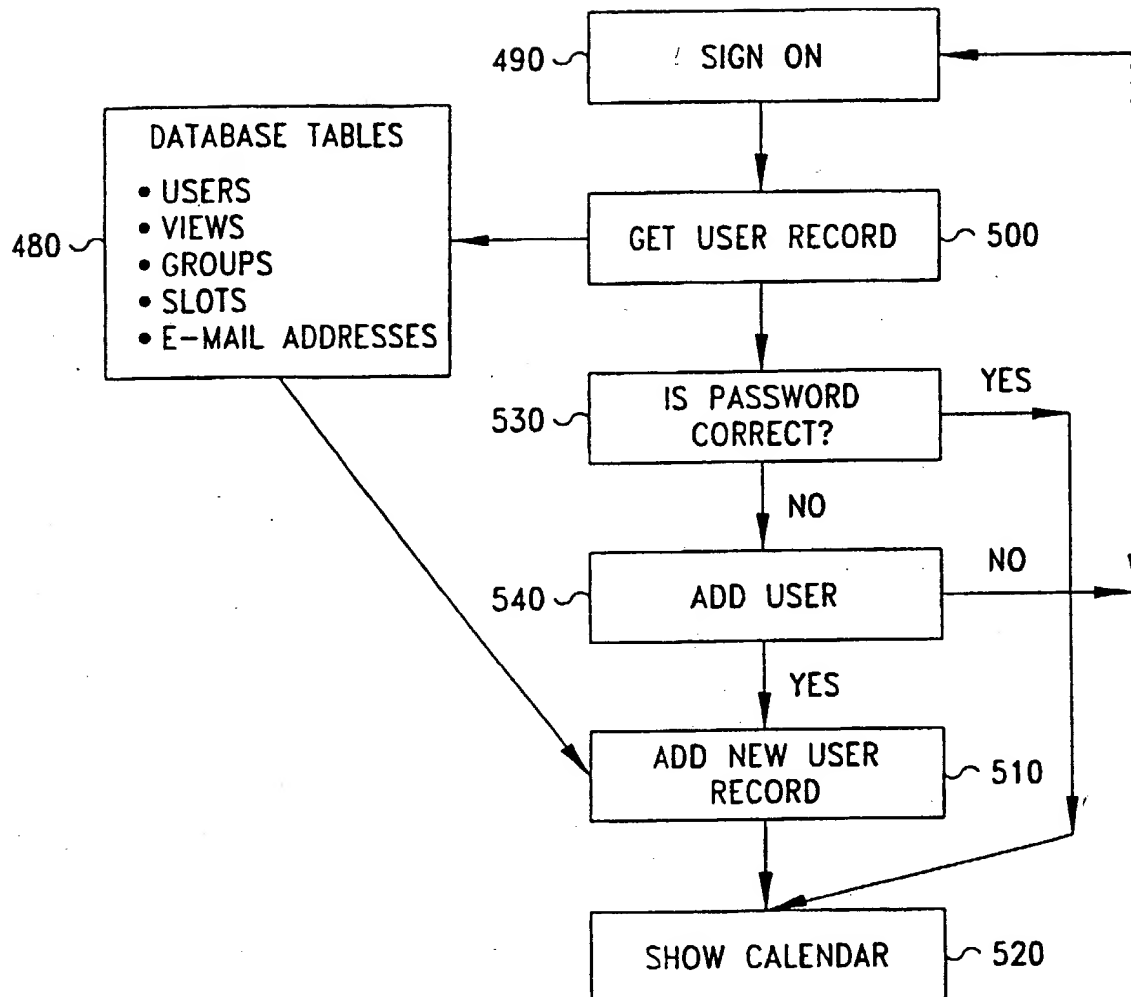 490
SIGN ON
DATABASE TABLES
• USERS
• VIEWS
• GROUPS
• SLOTS
• E-MAIL ADDRESSES
480
GET USER RECORD
500
530
IS PASSWORD
CORRECT?
YES
NO
540
ADD USER
NO
YES
ADD NEW USER
RECORD
510
SHOW CALENDAR
520